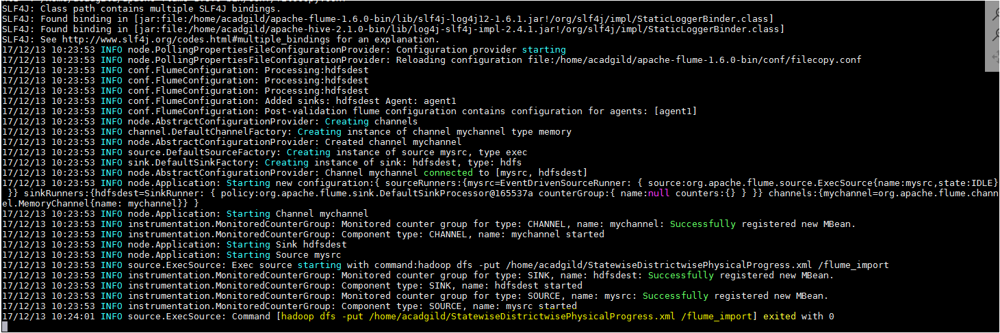 SLF4J: Class path contains multiple SLF4J bindings.
SLF4J: Found binding in [jar:file:/home/acadgild/apache-flume-1.6.0-bin/lib/slf4j-log4j12-1.6.1.jar!/org/slf4j/impl/StaticLoggerBinder.class]
SLF4J: Found binding in [jar:file:/home/acadgild/apache-hive-2.1.0-bin/lib/log4j-slf4j-impl-2.4.1.jar!/org/slf4j/impl/StaticLoggerBinder.class]
SLF4J: See http://www.slf4j.org/codes.html#multiple_bindings for an explanation.
17/12/13 10:23:53 INFO node.PollingPropertiesFileConfigurationProvider: Configuration provider starting
17/12/13 10:23:53 INFO node.PollingPropertiesFileConfigurationProvider: Reloading configuration file:/home/acadgild/apache-flume-1.6.0-bin/conf/filecopy.conf
17/12/13 10:23:53 INFO conf.FlumeConfiguration: Processing:hdfsdest
17/12/13 10:23:53 INFO conf.FlumeConfiguration: Processing:hdfsdest
17/12/13 10:23:53 INFO conf.FlumeConfiguration: Processing:hdfsdest
17/12/13 10:23:53 INFO conf.FlumeConfiguration: Added sinks: hdfsdest Agent: agent1
17/12/13 10:23:53 INFO conf.FlumeConfiguration: Post-validation flume configuration contains configuration for agents: [agent1]
17/12/13 10:23:53 INFO node.AbstractConfigurationProvider: Creating channels
17/12/13 10:23:53 INFO channel.DefaultChannelFactory: Creating instance of channel mychannel type memory
17/12/13 10:23:53 INFO node.AbstractConfigurationProvider: Created channel mychannel
17/12/13 10:23:53 INFO source.DefaultSourceFactory: Creating instance of source mysrc, type exec
17/12/13 10:23:53 INFO sink.DefaultSinkFactory: Creating instance of sink: hdfsdest, type: hdfs
17/12/13 10:23:53 INFO node.AbstractConfigurationProvider: Channel mychannel connected to [mysrc, hdfsdest]
17/12/13 10:23:53 INFO node.Application: Starting new configuration:{ sourceRunners:{mysrc=EventDrivenSourceRunner: { source:org.apache.flume.source.ExecSource{name:mysrc,state:IDLE}
 }} sinkRunners:{hdfsdest=SinkRunner: { policy:org.apache.flume.sink.DefaultSinkProcessor@165537a counterGroup:{ name:null counters:{} } }} channels:{mychannel=org.apache.flume.chann
el.MemoryChannel{name: mychannel}} }
17/12/13 10:23:53 INFO node.Application: Starting Channel mychannel
17/12/13 10:23:53 INFO instrumentation.MonitoredCounterGroup: Monitored counter group for type: CHANNEL, name: mychannel: Successfully registered new MBean.
17/12/13 10:23:53 INFO instrumentation.MonitoredCounterGroup: Component type: CHANNEL, name: mychannel started
17/12/13 10:23:53 INFO node.Application: Starting Sink hdfsdest
17/12/13 10:23:53 INFO node.Application: Starting Source mysrc
17/12/13 10:23:53 INFO source.ExecSource: Exec source starting with command:hadoop dfs -put /home/acadgild/StatewiseDistrictwisePhysicalProgress.xml /flume_import
17/12/13 10:23:53 INFO instrumentation.MonitoredCounterGroup: Monitored counter group for type: SINK, name: hdfsdest: Successfully registered new MBean.
17/12/13 10:23:53 INFO instrumentation.MonitoredCounterGroup: Component type: SINK, name: hdfsdest started
17/12/13 10:23:53 INFO instrumentation.MonitoredCounterGroup: Monitored counter group for type: SOURCE, name: mysrc: Successfully registered new MBean.
17/12/13 10:23:53 INFO instrumentation.MonitoredCounterGroup: Component type: SOURCE, name: mysrc started
17/12/13 10:24:01 INFO source.ExecSource: Command [hadoop dfs -put /home/acadgild/StatewiseDistrictwisePhysicalProgress.xml /flume_import] exited with 0